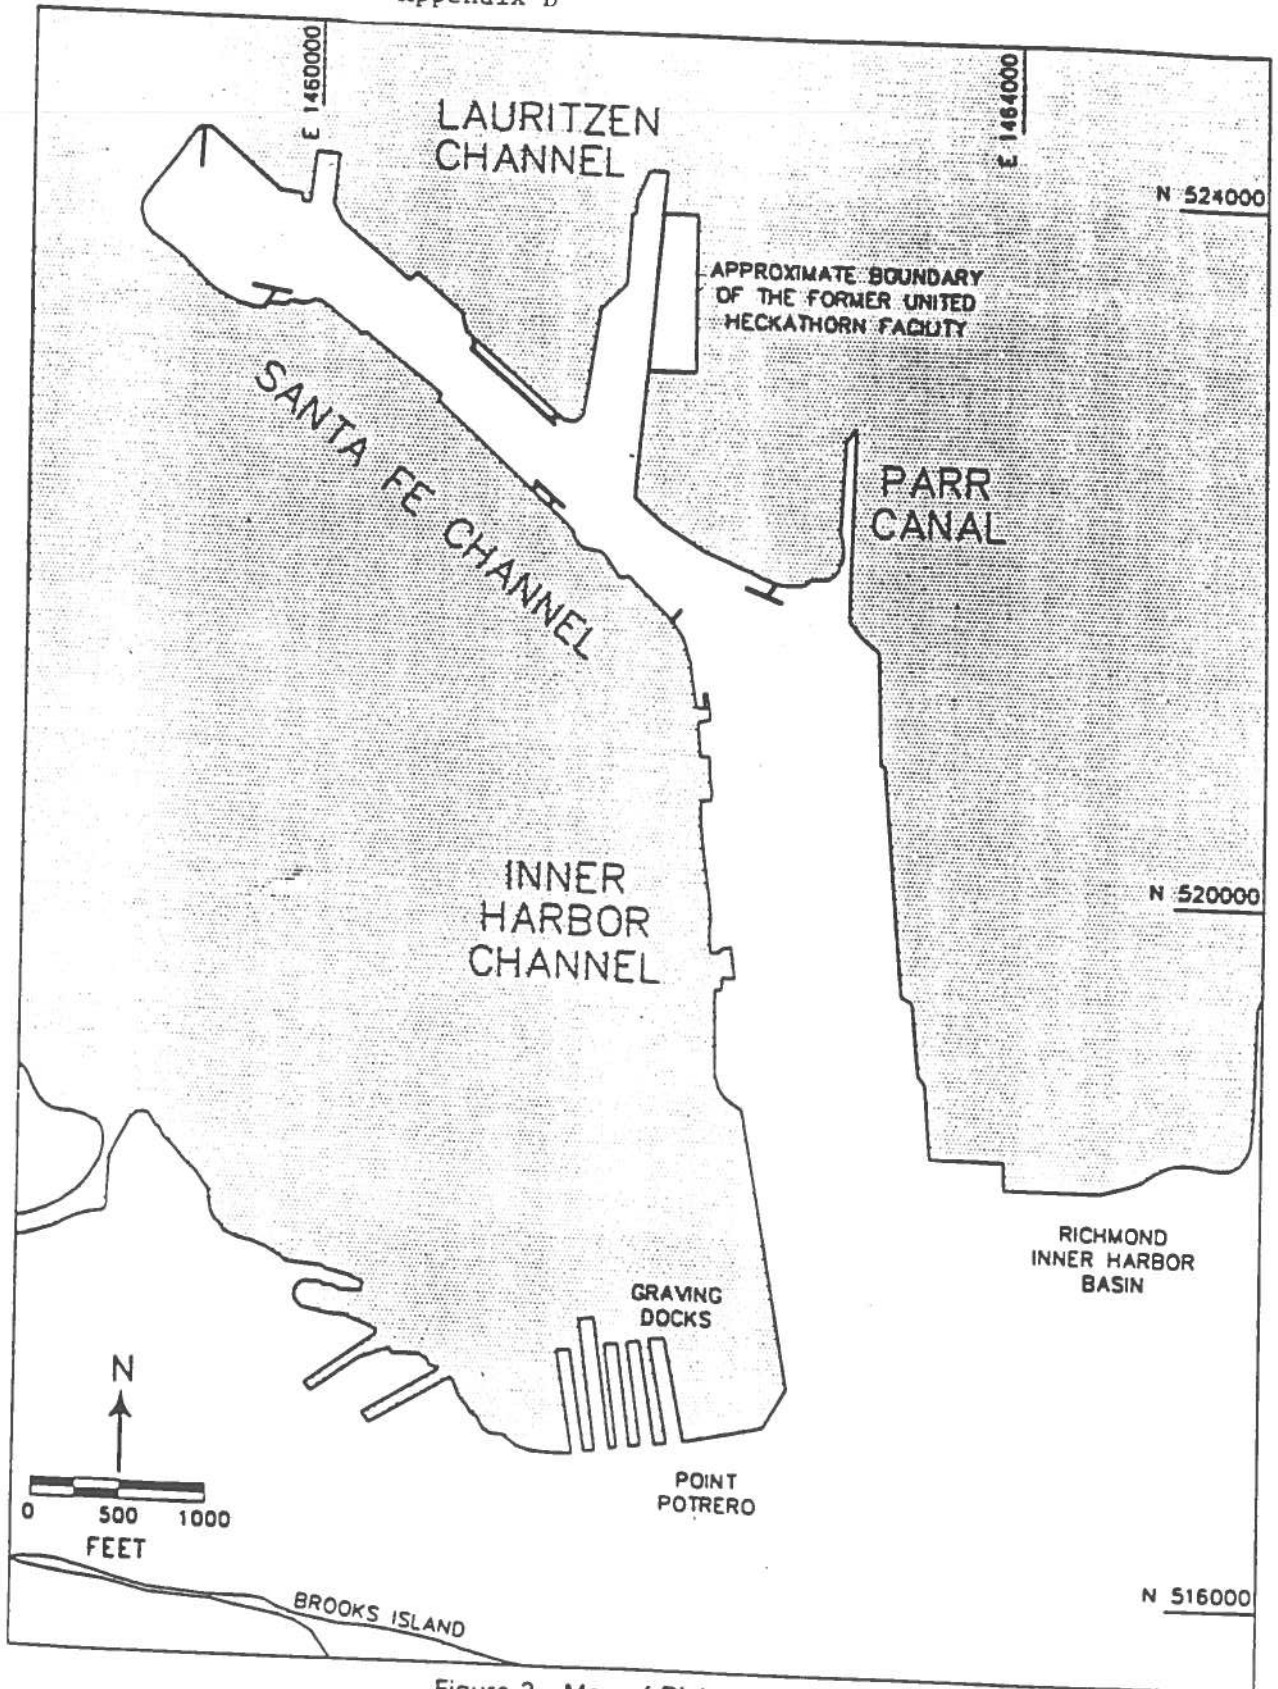 Appendix B
E 1460000
E 1464000
LAURITZEN
CHANNEL
N 524000
APPROXIMATE BOUNDARY
OF THE FORMER UNITED
HECKATHORN FACILITY
SANTA FE CHANNEL
PARR
CANAL
INNER
HARBOR
CHANNEL
N 520000
RICHMOND
INNER HARBOR
BASIN
GRAVING
DOCKS
N
POINT
POTRERO
0 500 1000
FEET
N 516000
BROOKS ISLAND